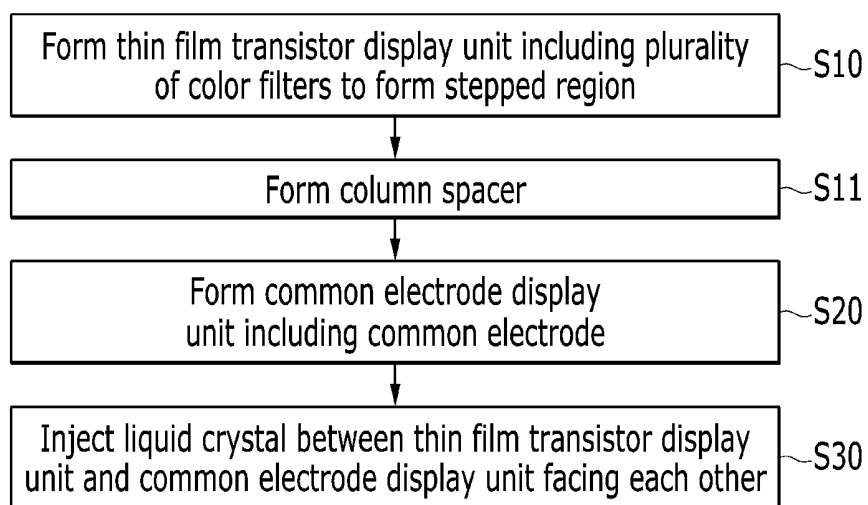 Form thin film transistor display unit including plurality
of color filters to form stepped region
S10
Form column spacer
S11
Form common electrode display
unit including common electrode
S20
Inject liquid crystal between thin film transistor display
unit and common electrode display unit facing each other
S30